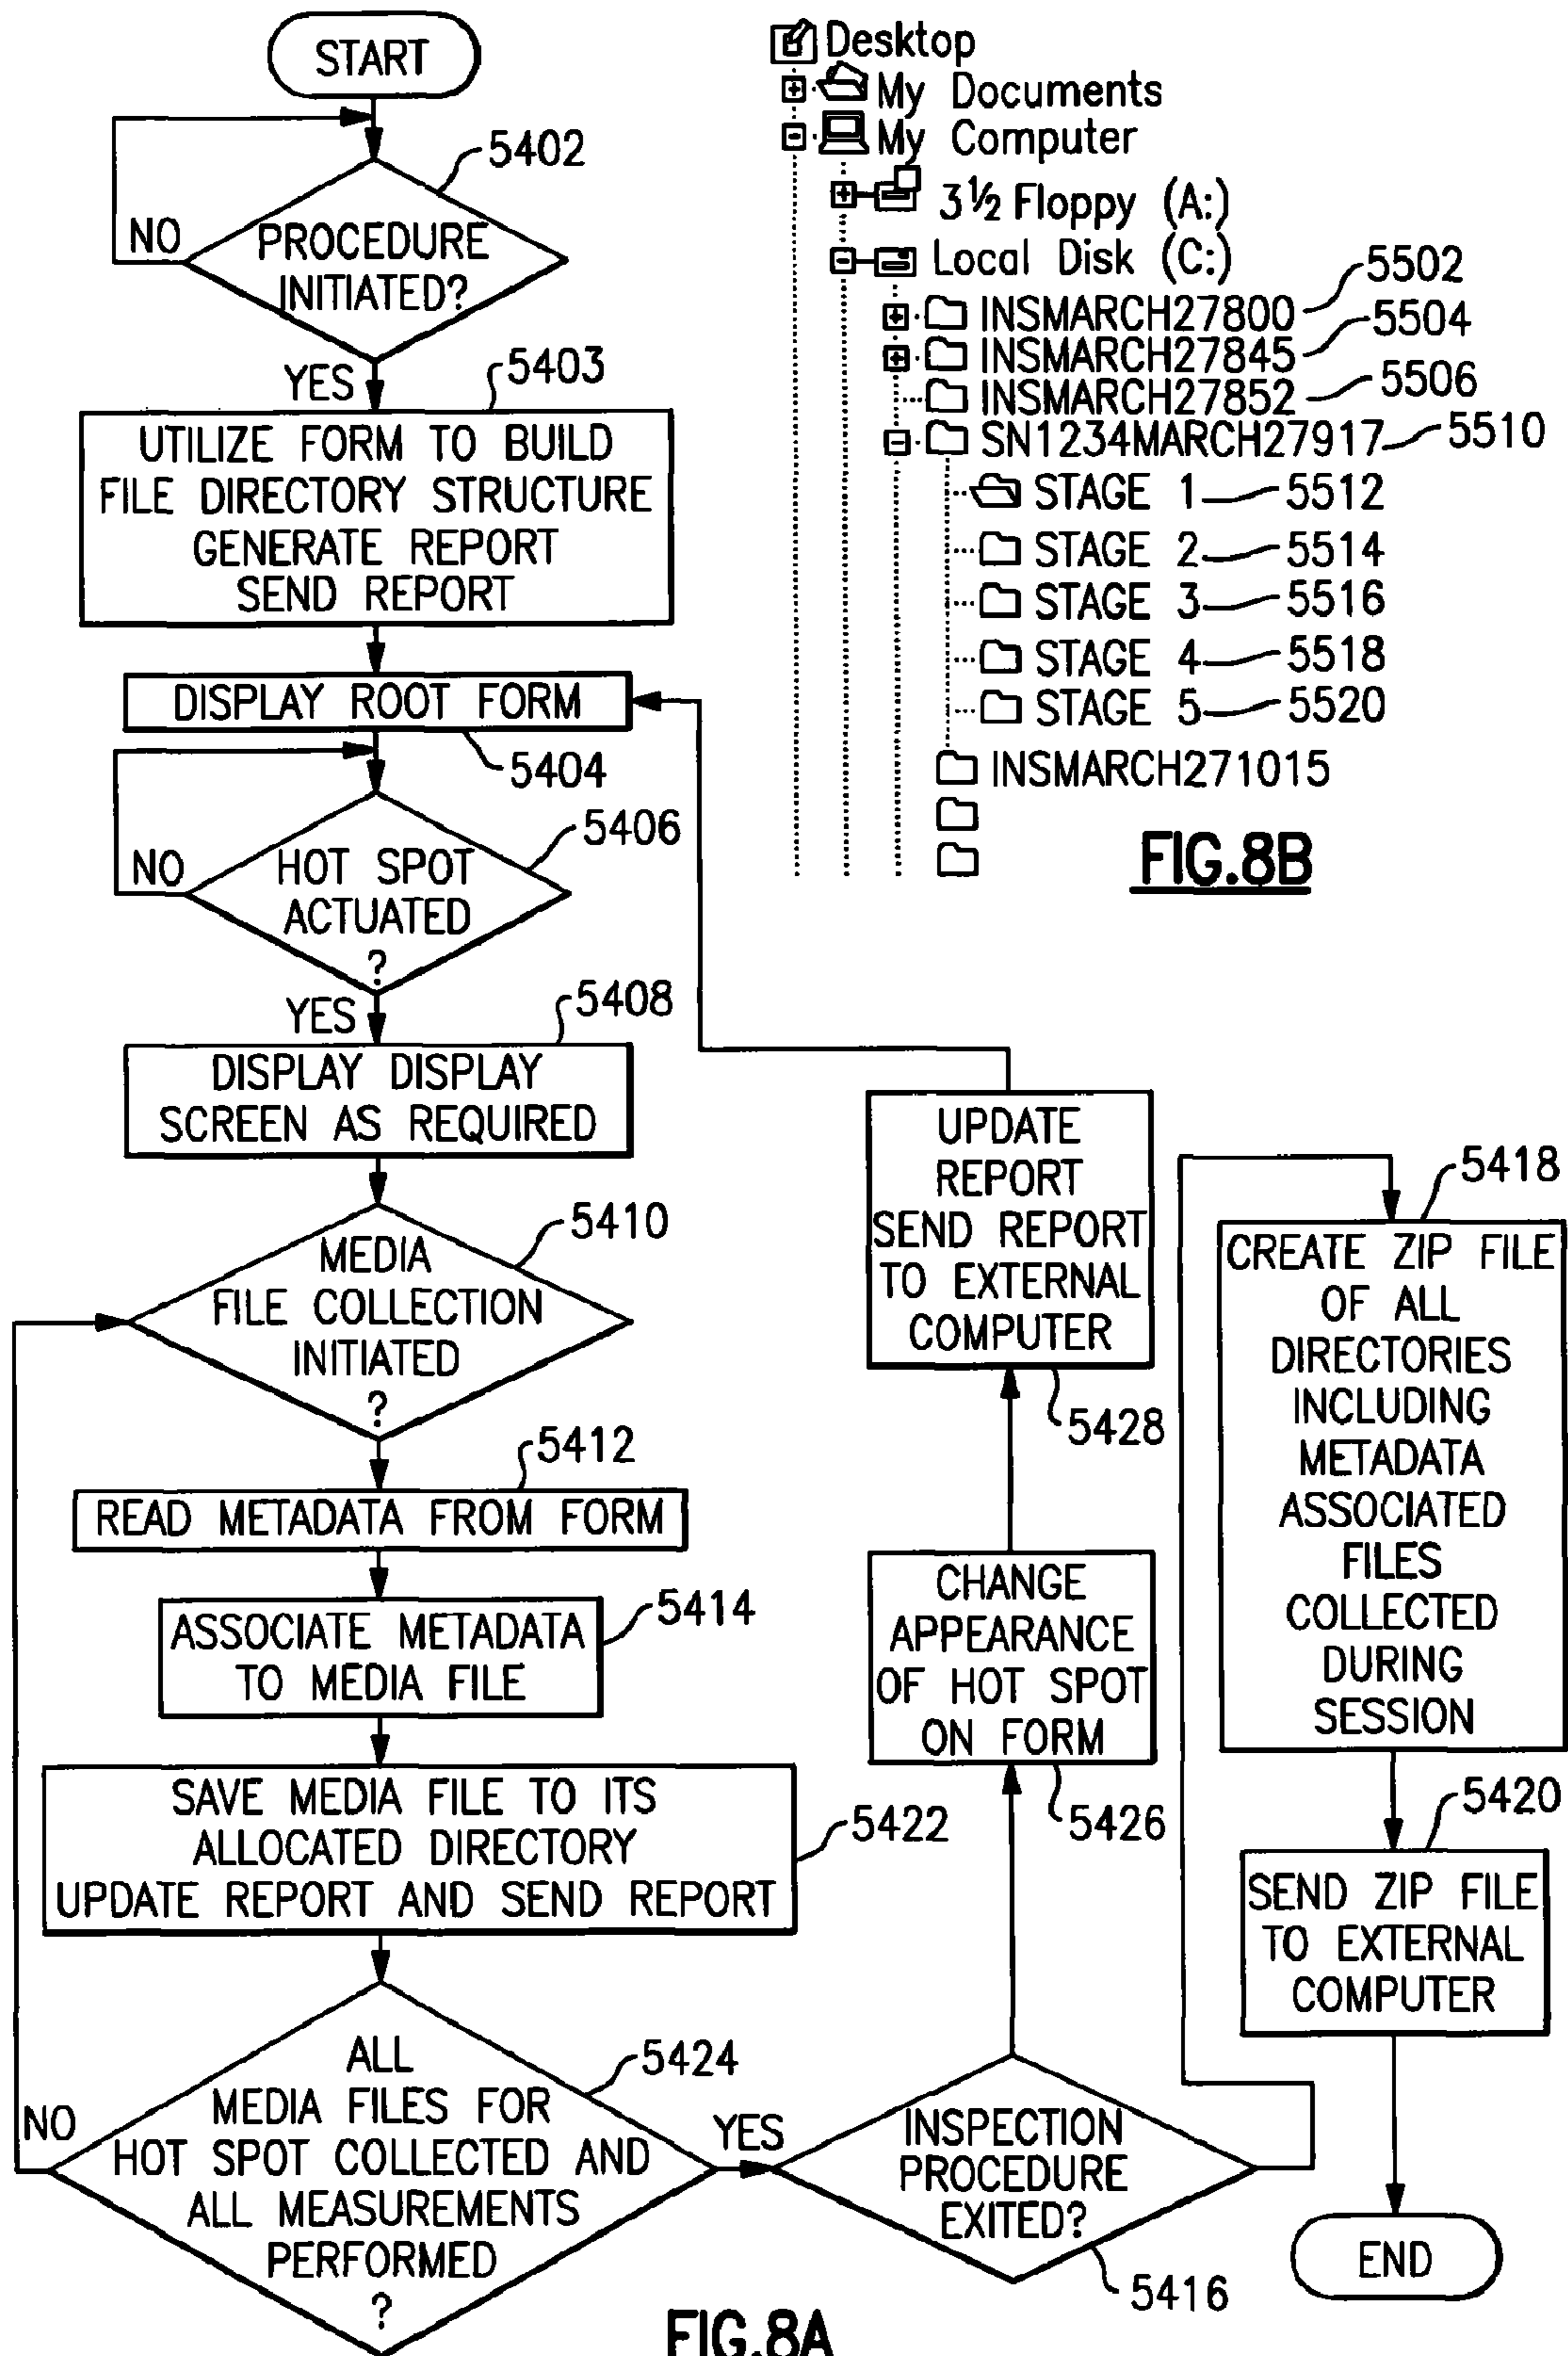 START
5402
NO
PROCEDURE
INITIATED?
YES
5403
UTILIZE FORM TO BUILD
FILE DIRECTORY STRUCTURE
GENERATE REPORT
SEND REPORT
DISPLAY ROOT FORM
5404
5406
NO
HOT SPOT
ACTUATED
?
YES
5408
DISPLAY DISPLAY
SCREEN AS REQUIRED
5410
MEDIA
FILE COLLECTION
INITIATED
?
5412
READ METADATA FROM FORM
5414
ASSOCIATE METADATA
TO MEDIA FILE
SAVE MEDIA FILE TO ITS
ALLOCATED DIRECTORY
UPDATE REPORT AND SEND REPORT
5422
5424
ALL
MEDIA FILES FOR
HOT SPOT COLLECTED AND
ALL MEASUREMENTS
PERFORMED
?
NO
YES
INSPECTION
PROCEDURE
EXITED?
5416
CHANGE
APPEARANCE
OF HOT SPOT
ON FORM
5426
UPDATE
REPORT
SEND REPORT
TO EXTERNAL
COMPUTER
5428
5418
CREATE ZIP FILE
OF ALL
DIRECTORIES
INCLUDING
METADATA
ASSOCIATED
FILES
COLLECTED
DURING
SESSION
5420
SEND ZIP FILE
TO EXTERNAL
COMPUTER
END
FIG.8A
Desktop
My Documents
My Computer
3½ Floppy (A:)
Local Disk (C:)
INSMARCH27800 5502
INSMARCH27845 5504
INSMARCH27852 5506
SN1234MARCH27917 5510
STAGE 1 5512
STAGE 2 5514
STAGE 3 5516
STAGE 4 5518
STAGE 5 5520
INSMARCH271015
FIG.8B